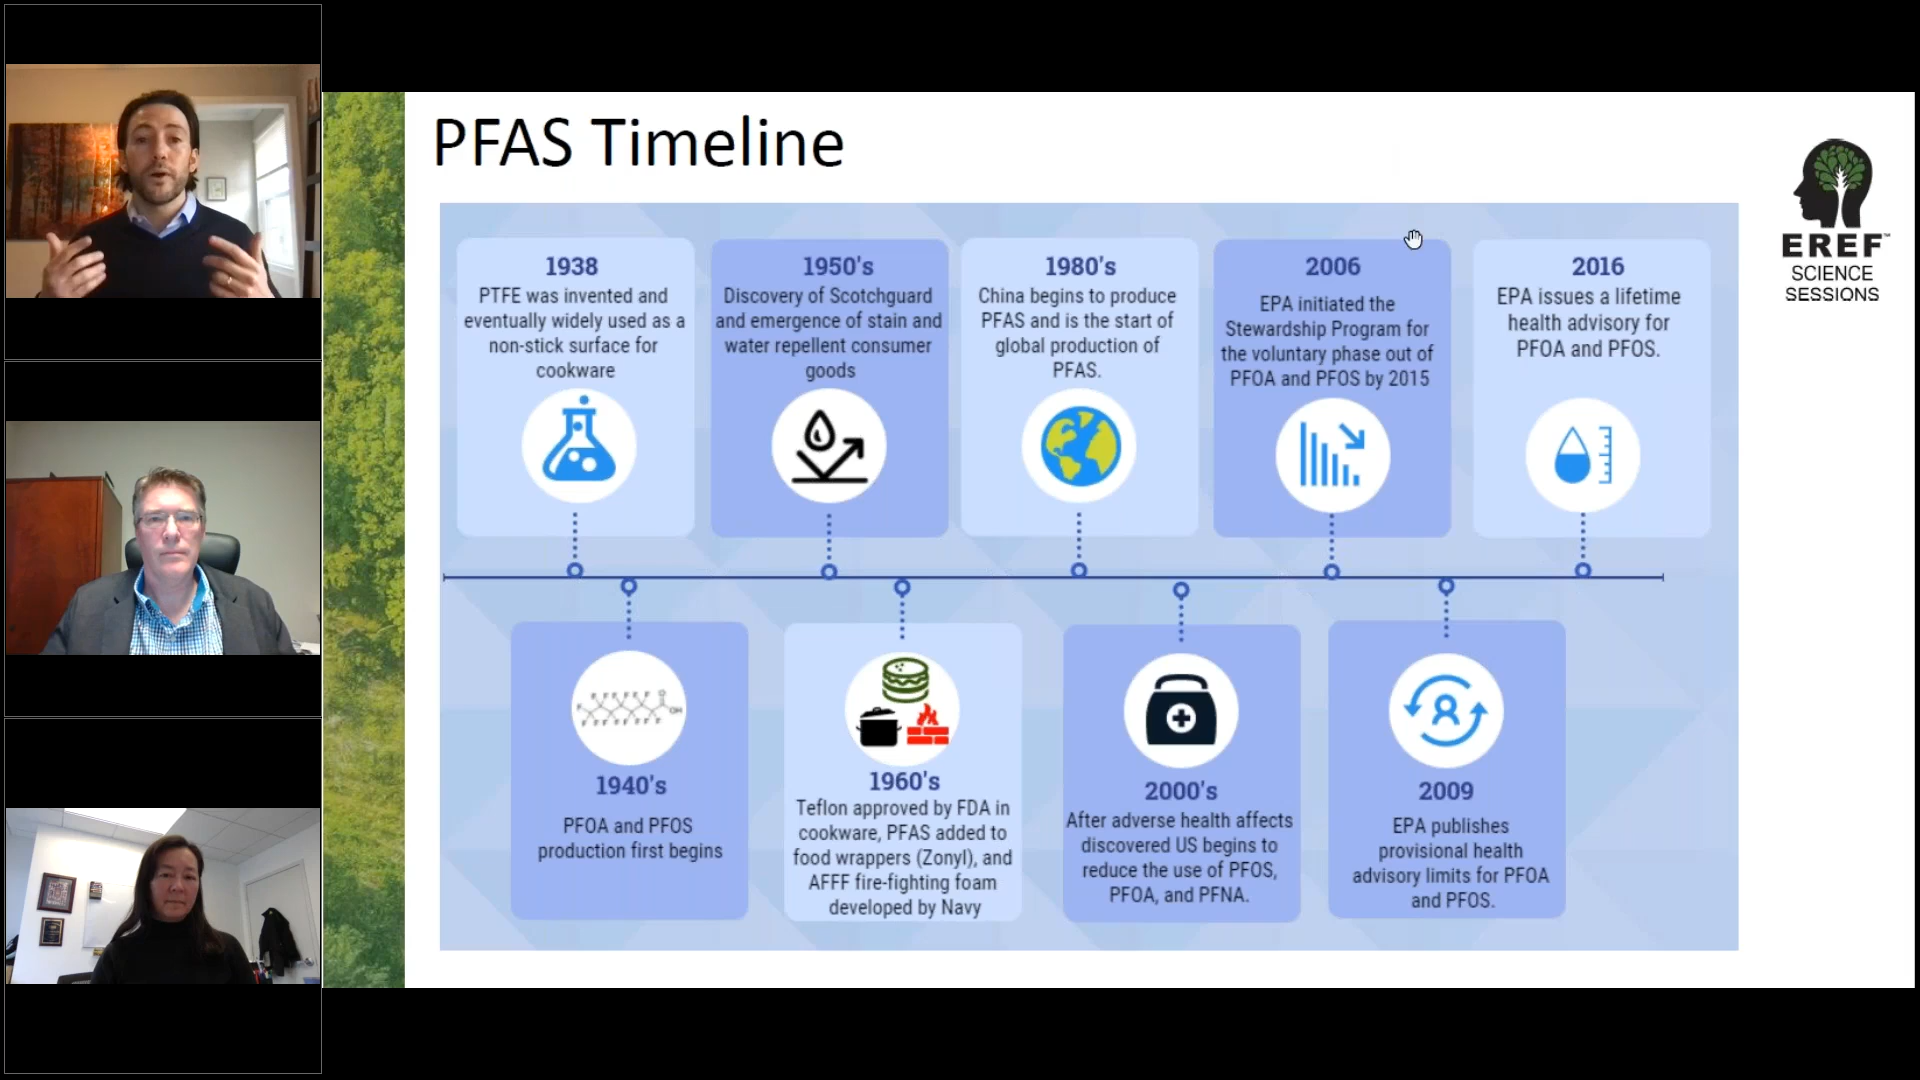 PFAS Timeline
EREF™
SCIENCE
SESSIONS
1938
PTFE was invented and
eventually widely used as a
non-stick surface for
cookware
1950's
Discovery of Scotchguard
and emergence of stain and
water repellent consumer
goods
1980's
China begins to produce
PFAS and is the start of
global production of
PFAS.
2006
EPA initiated the
Stewardship Program for
the voluntary phase out of
PFOA and PFOS by 2015
2016
EPA issues a lifetime
health advisory for
PFOA and PFOS.
F F F F F F F O
F OH
F F F F F F F
1940's
PFOA and PFOS
production first begins
1960's
Teflon approved by FDA in
cookware, PFAS added to
food wrappers (Zonyl), and
AFFF fire-fighting foam
developed by Navy
2000's
After adverse health affects
discovered US begins to
reduce the use of PFOS,
PFOA, and PFNA.
2009
EPA publishes
provisional health
advisory limits for PFOA
and PFOS.